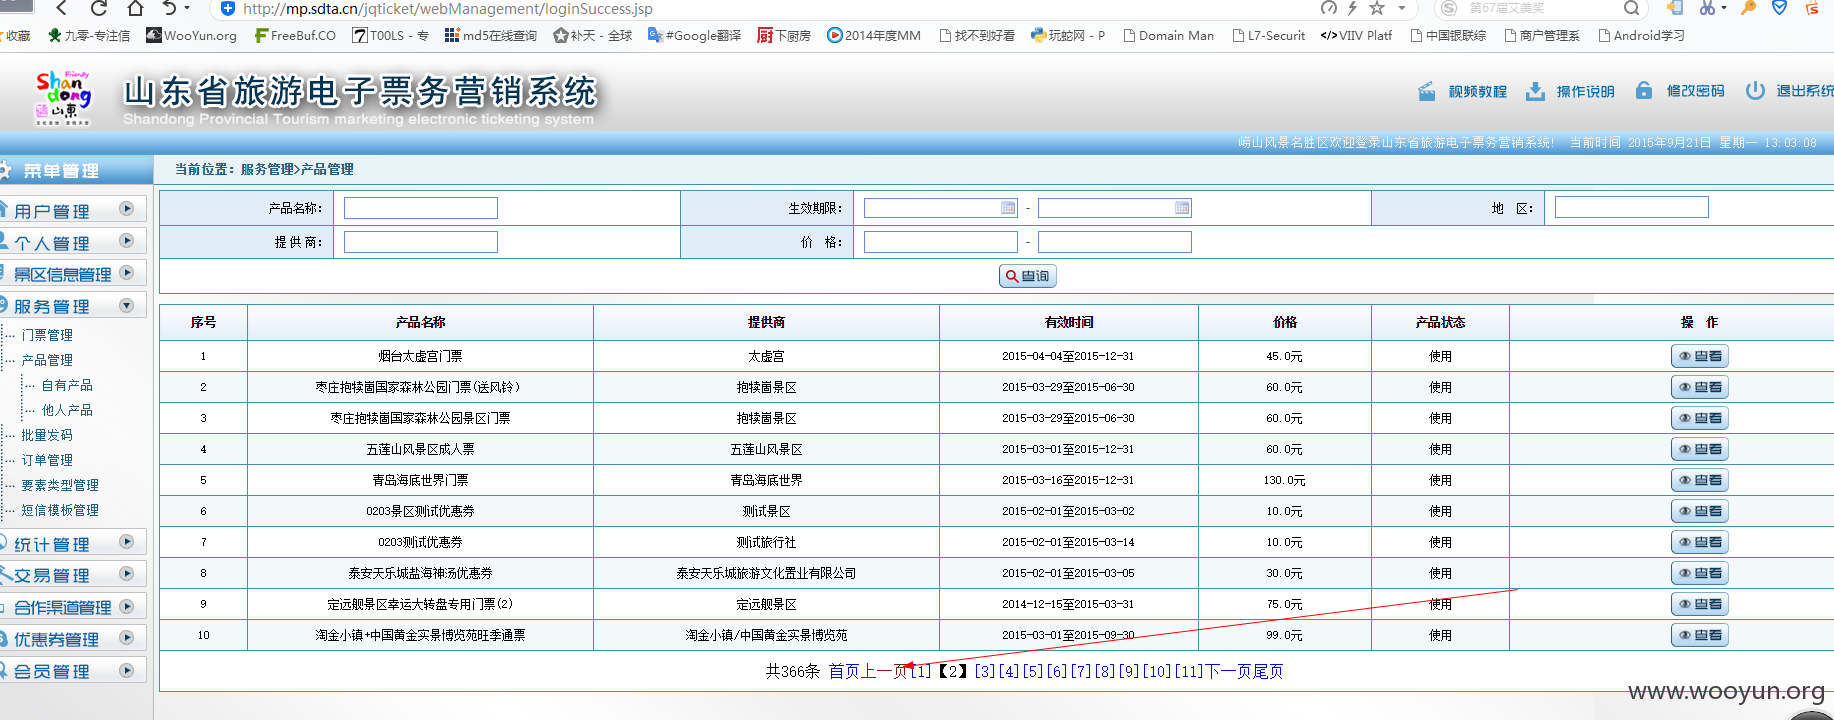 http://mp.sdta.cn/jqticket/webManagement/loginSuccess.jsp
第67届艾美奖
收藏 九零-专注信 WooYun.org FreeBuf.CO T00LS - 专 md5在线查询 补天 - 全球 #Google翻译 下厨房 2014年度MM 找不到好看 玩蛇网 - P Domain Man L7-Securit VIIV Platf 中国银联综 商户管理系 Android学习
Friendly
Shandong
山东
山东省旅游电子票务营销系统
Shandong Provincial Tourism marketing electronic ticketing system
视频教程 操作说明 修改密码 退出系统
崂山风景名胜区欢迎登录山东省旅游电子票务营销系统! 当前时间 2015年9月21日 星期一 13:03:08
菜单管理
当前位置：服务管理>产品管理
用户管理
个人管理
景区信息管理
服务管理
门票管理
产品管理
自有产品
他人产品
批量发码
订单管理
要素类型管理
短信模板管理
统计管理
交易管理
合作渠道管理
优惠券管理
会员管理
产品名称: 生效期限: - 地 区:
提 供 商: 价 格: -
查询
序号 产品名称 提供商 有效时间 价格 产品状态 操 作
1 烟台太虚宫门票 太虚宫 2015-04-04至2015-12-31 45.0元 使用 查看
2 枣庄抱犊崮国家森林公园门票(送风铃) 抱犊崮景区 2015-03-29至2015-06-30 60.0元 使用 查看
3 枣庄抱犊崮国家森林公园景区门票 抱犊崮景区 2015-03-29至2015-06-30 60.0元 使用 查看
4 五莲山风景区成人票 五莲山风景区 2015-03-01至2015-12-31 60.0元 使用 查看
5 青岛海底世界门票 青岛海底世界 2015-03-16至2015-12-31 130.0元 使用 查看
6 0203景区测试优惠券 测试景区 2015-02-01至2015-03-02 10.0元 使用 查看
7 0203测试优惠券 测试旅行社 2015-02-01至2015-03-14 10.0元 使用 查看
8 泰安天乐城盐海神汤优惠券 泰安天乐城旅游文化置业有限公司 2015-02-01至2015-03-05 30.0元 使用 查看
9 定远舰景区幸运大转盘专用门票(2) 定远舰景区 2014-12-15至2015-03-31 75.0元 使用 查看
10 淘金小镇+中国黄金实景博览苑旺季通票 淘金小镇/中国黄金实景博览苑 2015-03-01至2015-09-30 99.0元 使用 查看
共366条 首页上一页[1]【2】[3][4][5][6][7][8][9][10][11]下一页尾页
www.wooyun.org